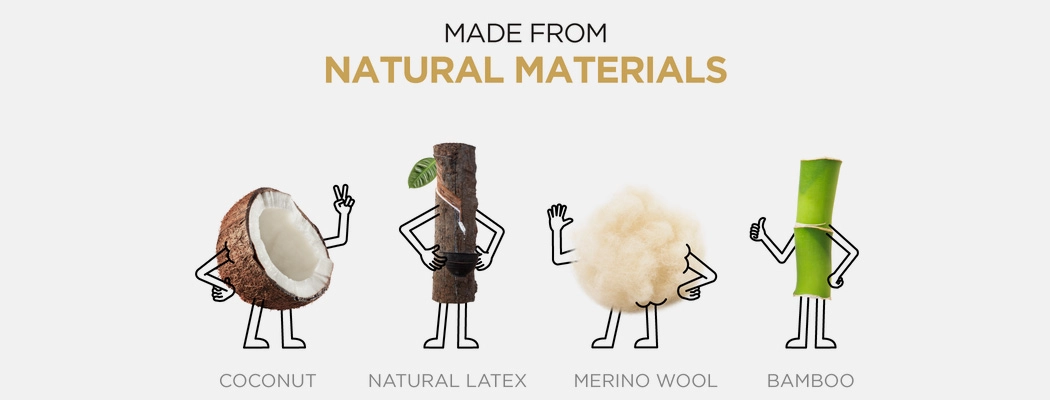 MADE FROM
NATURAL MATERIALS
COCONUT
NATURAL LATEX
MERINO WOOL
BAMBOO